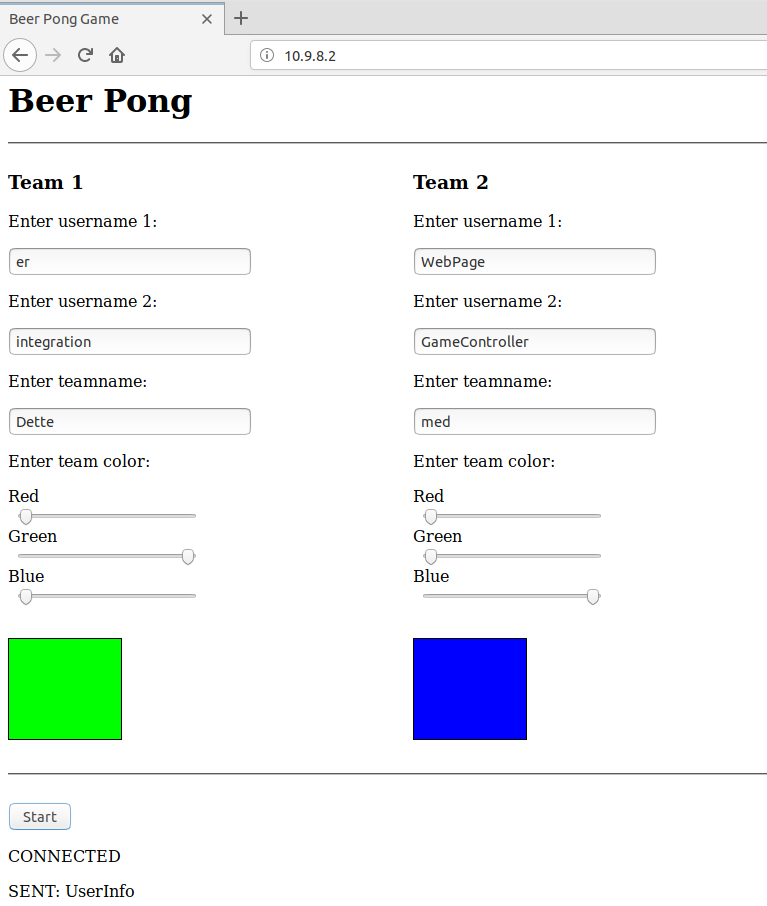 Beer Pong Game
10.9.8.2
Beer Pong
Team 1
Enter username 1:
er
Enter username 2:
integration
Enter teamname:
Dette
Enter team color:
Red
Green
Blue
Team 2
Enter username 1:
WebPage
Enter username 2:
GameController
Enter teamname:
med
Enter team color:
Red
Green
Blue
Start
CONNECTED
SENT: UserInfo